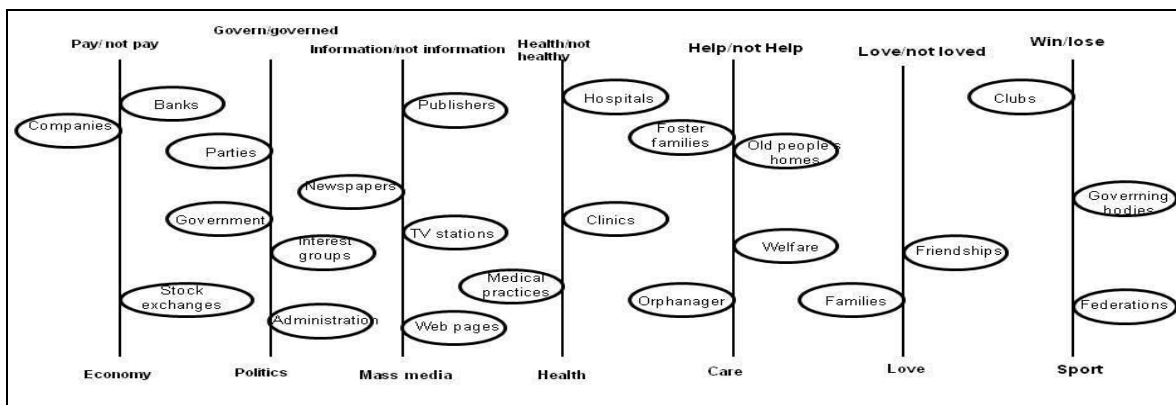 Pay/ not pay
Govern/governed
Information/not information
Health/not
healthy
Help/not Help
Love/not loved
Win/lose
Banks
Companies
Stock
exchanges
Parties
Government
Interest
groups
Administration
Publishers
Newspapers
TV stations
Web pages
Hospitals
Clinics
Medical
practices
Foster
families
Old people's
homes
Welfare
Orphanager
Friendships
Families
Clubs
Governning
bodies
Federations
Economy
Politics
Mass media
Health
Care
Love
Sport